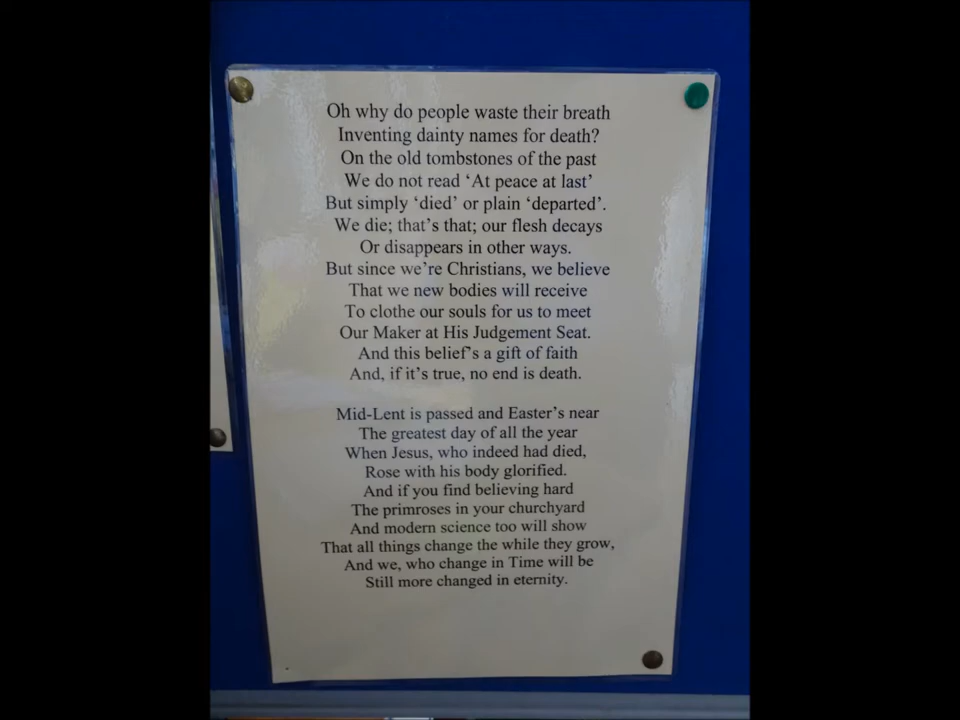 Oh why do people waste their breath
Inventing dainty names for death?
On the old tombstones of the past
We do not read ‘At peace at last’
But simply ‘died’ or plain ‘departed’.
We die; that’s that; our flesh decays
Or disappears in other ways.
But since we’re Christians, we believe
That we new bodies will receive
To clothe our souls for us to meet
Our Maker at His Judgement Seat.
And this belief’s a gift of faith
And, if it’s true, no end is death.
Mid-Lent is passed and Easter’s near
The greatest day of all the year
When Jesus, who indeed had died,
Rose with his body glorified.
And if you find believing hard
The primroses in your churchyard
And modern science too will show
That all things change the while they grow,
And we, who change in Time will be
Still more changed in eternity.